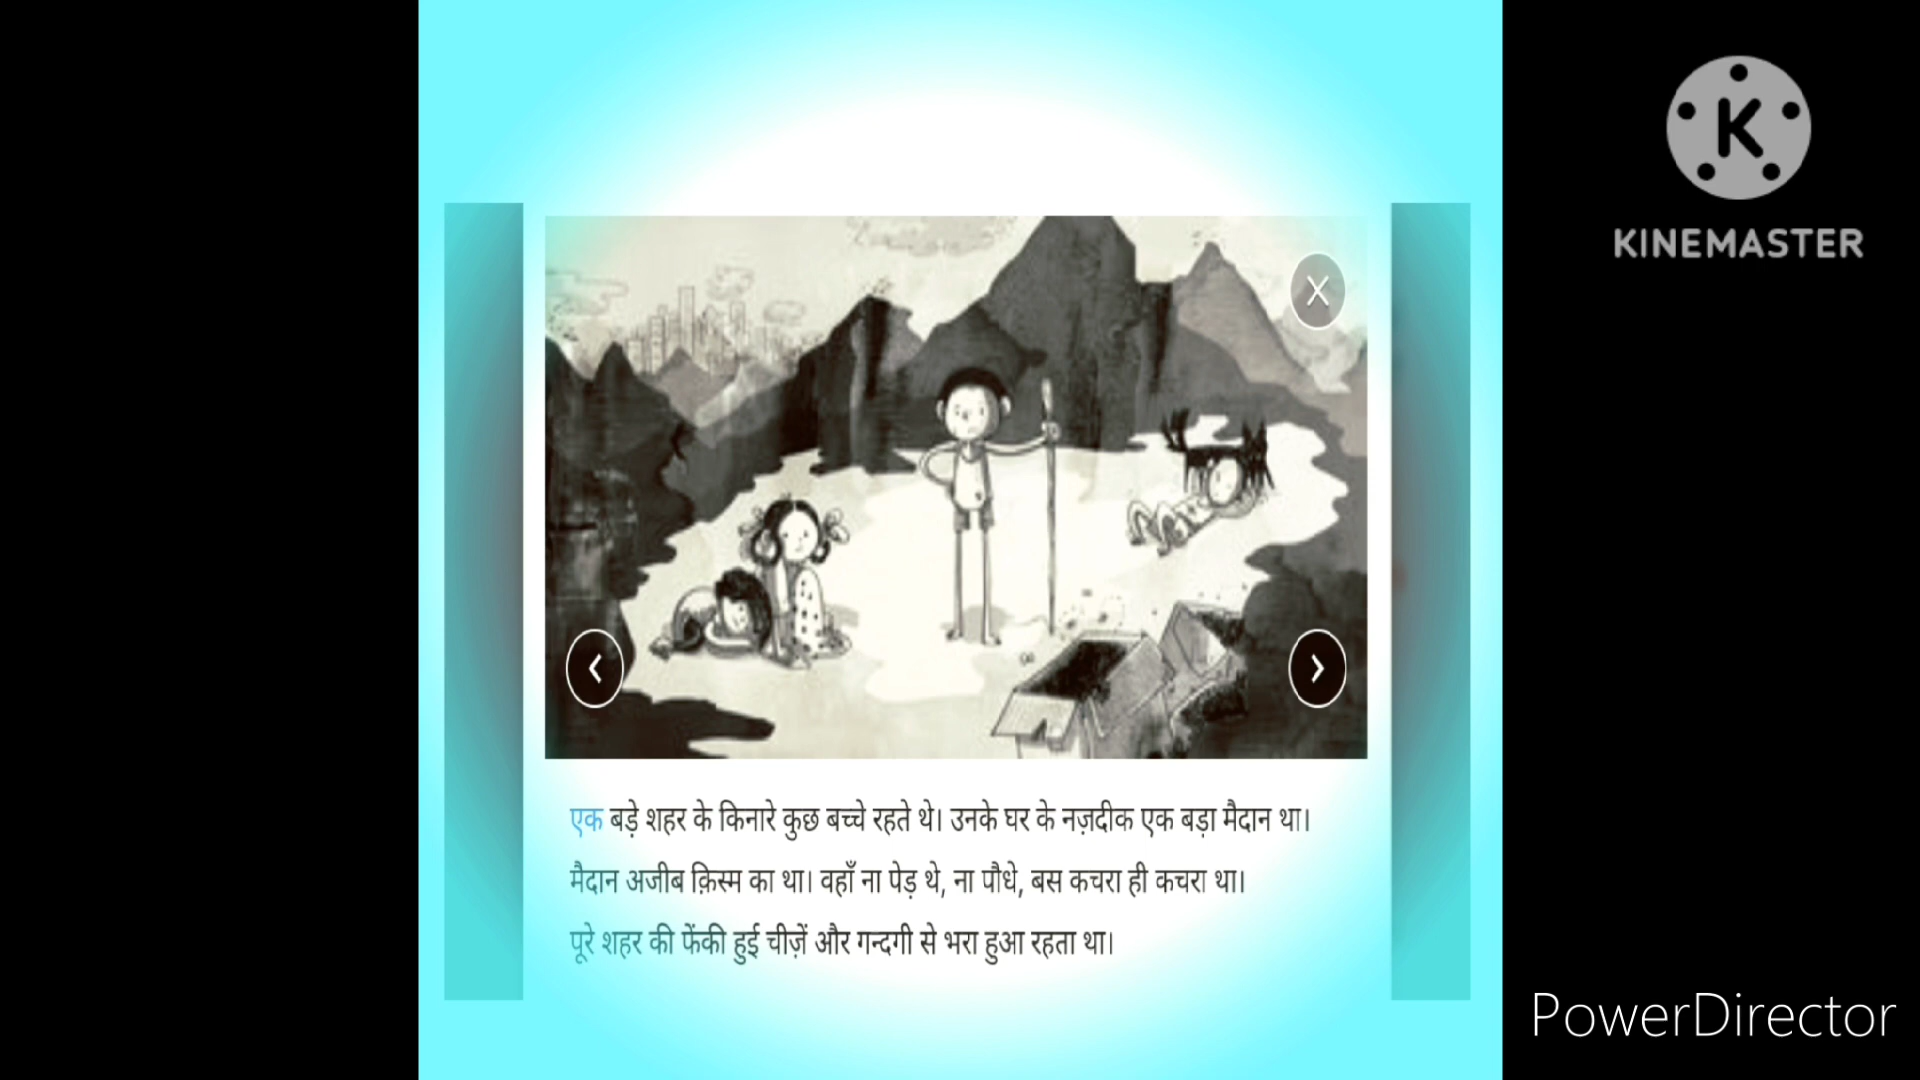 K
KINEMASTER
X
एक बड़े शहर के किनारे कुछ बच्चे रहते थे। उनके घर के नज़दीक एक बड़ा मैदान था।
मैदान अजीब क़िस्म का था। वहाँ ना पेड़ थे, ना पौधे, बस कचरा ही कचरा था।
पूरे शहर की फेंकी हुई चीज़ें और गन्दगी से भरा हुआ रहता था।
PowerDirector